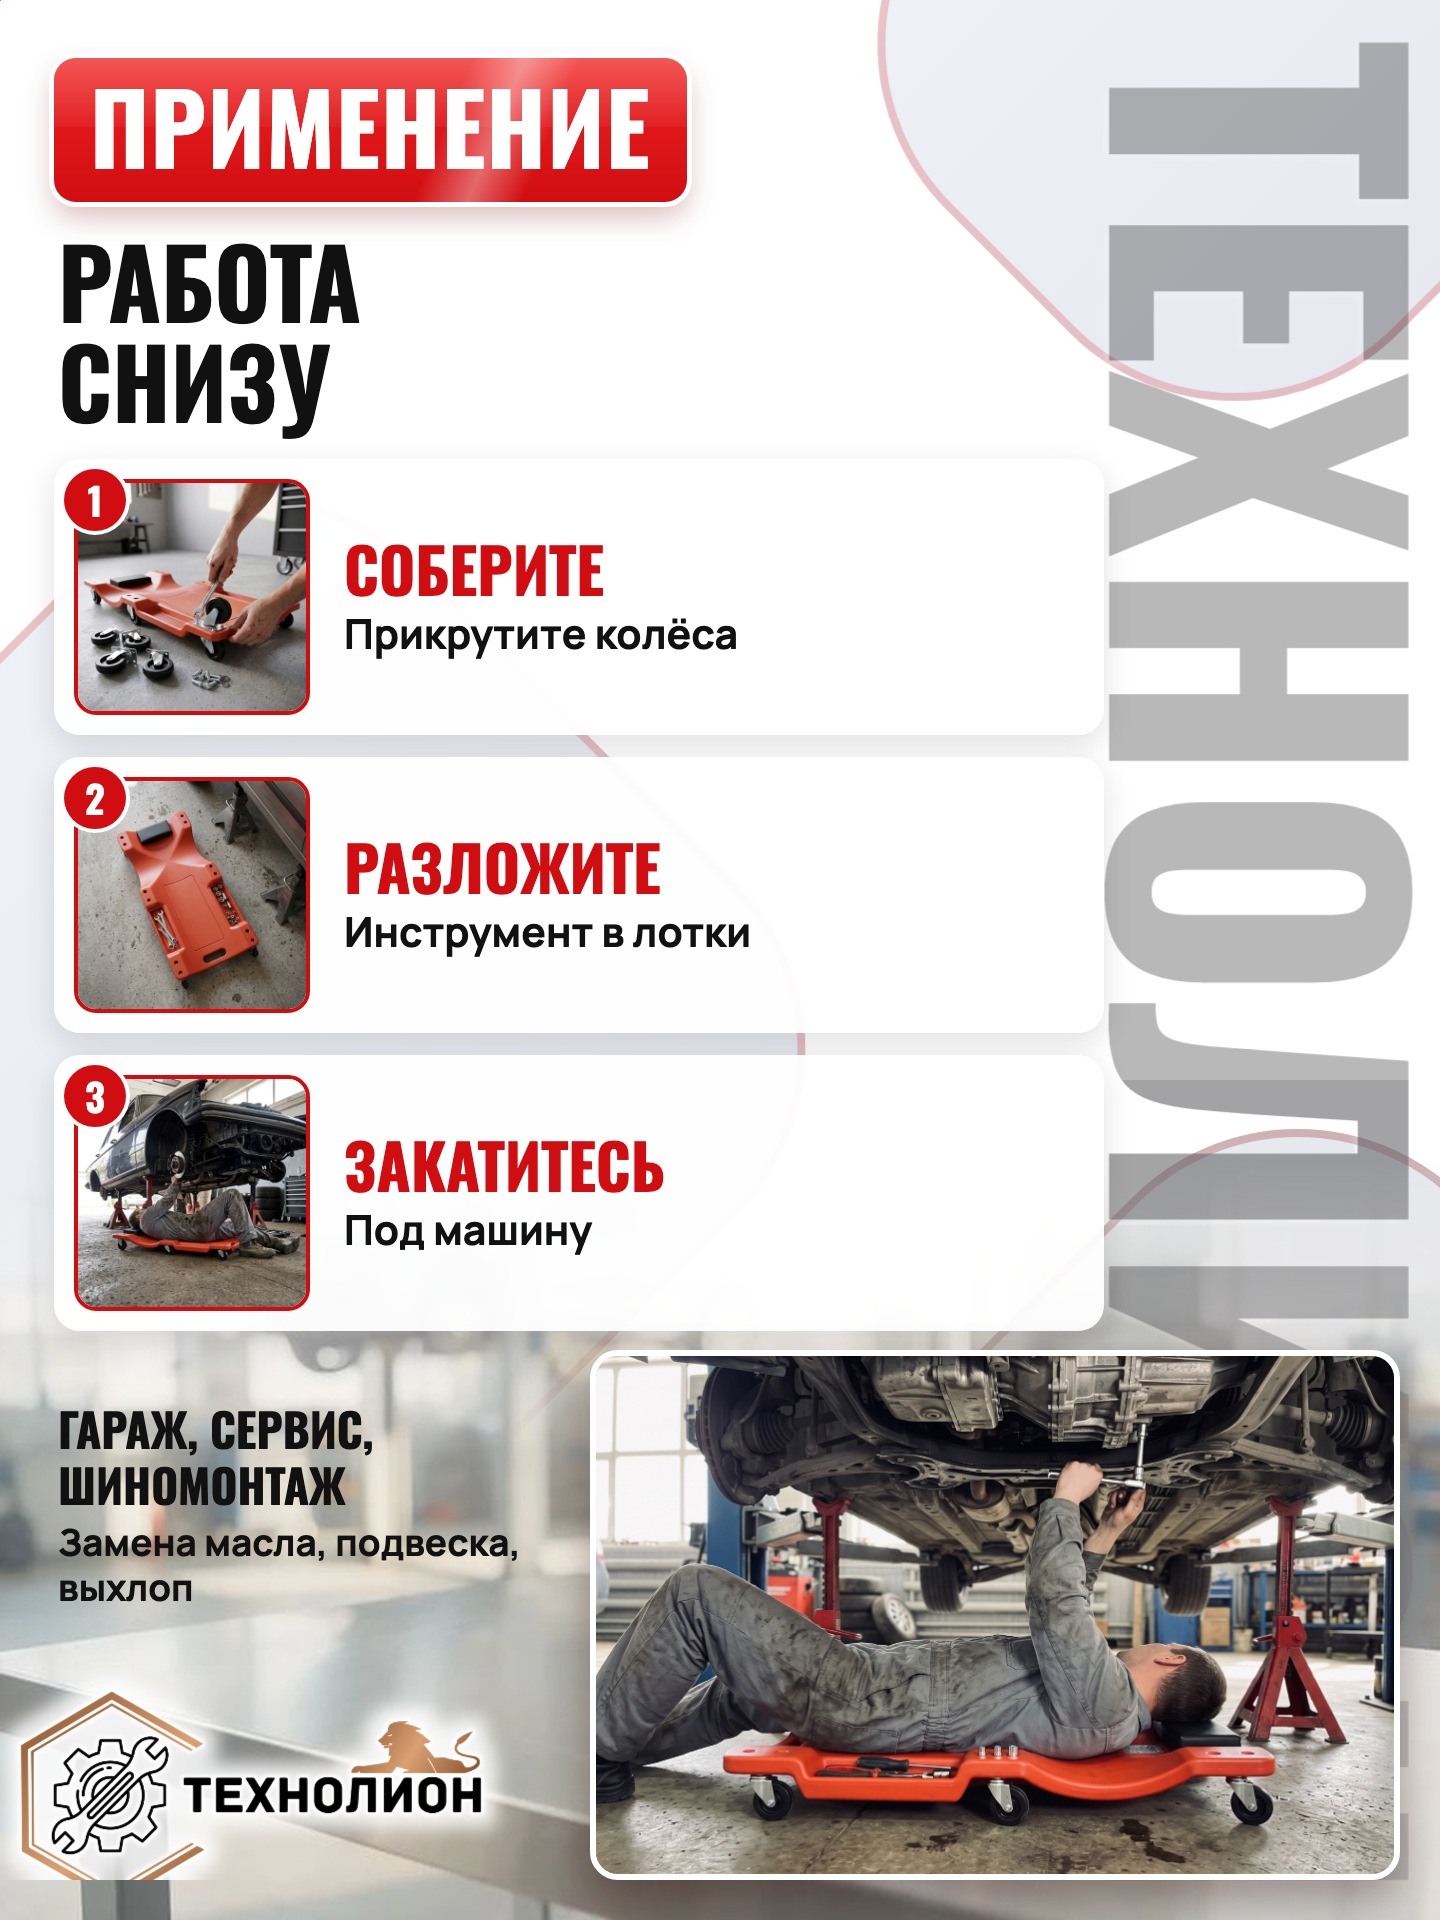 ПРИМЕНЕНИЕ
РАБОТА
СНИЗУ
1
СОБЕРИТЕ
Прикрутите колёса
2
РАЗЛОЖИТЕ
Инструмент в лотки
3
ЗАКАТИТЕСЬ
Под машину
ГАРАЖ, СЕРВИС,
ШИНОМОНТАЖ
Замена масла, подвеска,
выхлоп
ТЕХНОЛИОН
ТЕХНОЛИ